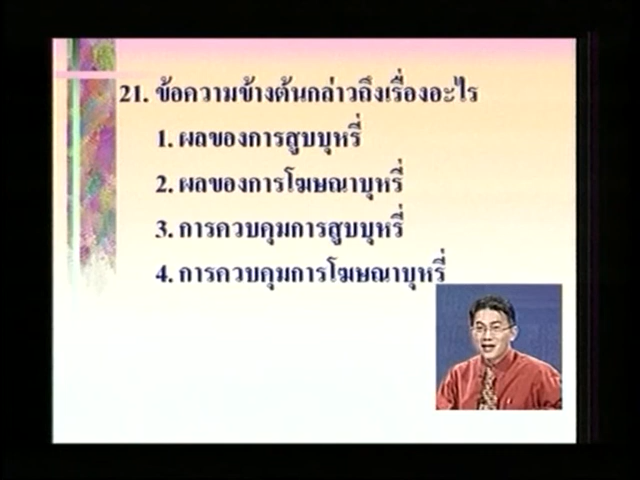 21. ข้อความข้างต้นกล่าวถึงเรื่องอะไร
1. ผลของการสูบบุหรี่
2. ผลของการโฆษณาบุหรี่
3. การควบคุมการสูบบุหรี่
4. การควบคุมการโฆษณาบุหรี่